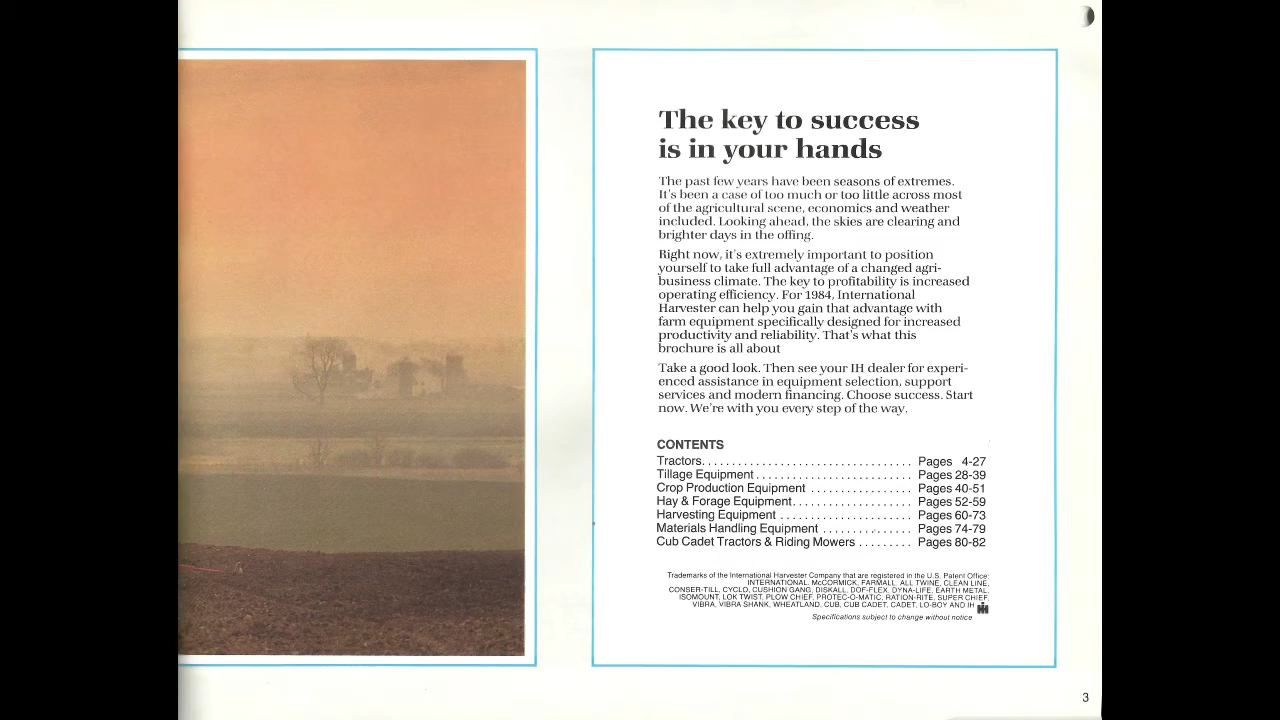 The key to success
is in your hands
The past few years have been seasons of extremes.
It's been a case of too much or too little across most
of the agricultural scene, economics and weather
included. Looking ahead, the skies are clearing and
brighter days in the offing.
Right now, it's extremely important to position
yourself to take full advantage of a changed agri-
business climate. The key to profitability is increased
operating efficiency. For 1984, International
Harvester can help you gain that advantage with
farm equipment specifically designed for increased
productivity and reliability. That's what this
brochure is all about
Take a good look. Then see your IH dealer for experi-
enced assistance in equipment selection, support
services and modern financing. Choose success. Start
now. We're with you every step of the way.
CONTENTS
Tractors. . . . . . . . . . . . . . . . . . . . . . . . . . . . . . . . . . Pages 4-27
Tillage Equipment . . . . . . . . . . . . . . . . . . . . . . . . . . Pages 28-39
Crop Production Equipment . . . . . . . . . . . . . . . . . Pages 40-51
Hay & Forage Equipment. . . . . . . . . . . . . . . . . . . . Pages 52-59
Harvesting Equipment . . . . . . . . . . . . . . . . . . . . . . Pages 60-73
Materials Handling Equipment . . . . . . . . . . . . . . . Pages 74-79
Cub Cadet Tractors & Riding Mowers . . . . . . . . . Pages 80-82
Trademarks of the International Harvester Company that are registered in the U.S. Patent Office:
INTERNATIONAL, McCORMICK, FARMALL, ALL TWINE, CLEAN LINE,
CONSER-TILL, CYCLO, CUSHION GANG, DISKALL, DOF-FLEX, DYNA-LIFE, EARTH METAL,
ISOMOUNT, LOK TWIST, PLOW CHIEF, PROTEC-O-MATIC, RATION-RITE, SUPER CHIEF,
VIBRA, VIBRA SHANK, WHEATLAND, CUB, CUB CADET, CADET, LO-BOY AND IH
Specifications subject to change without notice
3